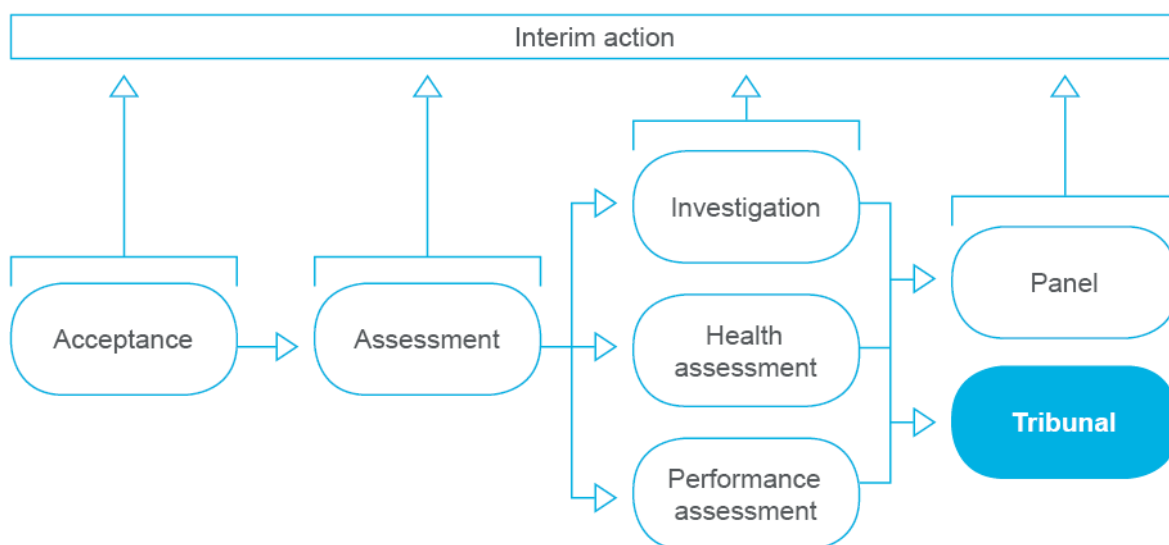 Interim action
Acceptance
Assessment
Investigation
Health
assessment
Performance
assessment
Panel
Tribunal